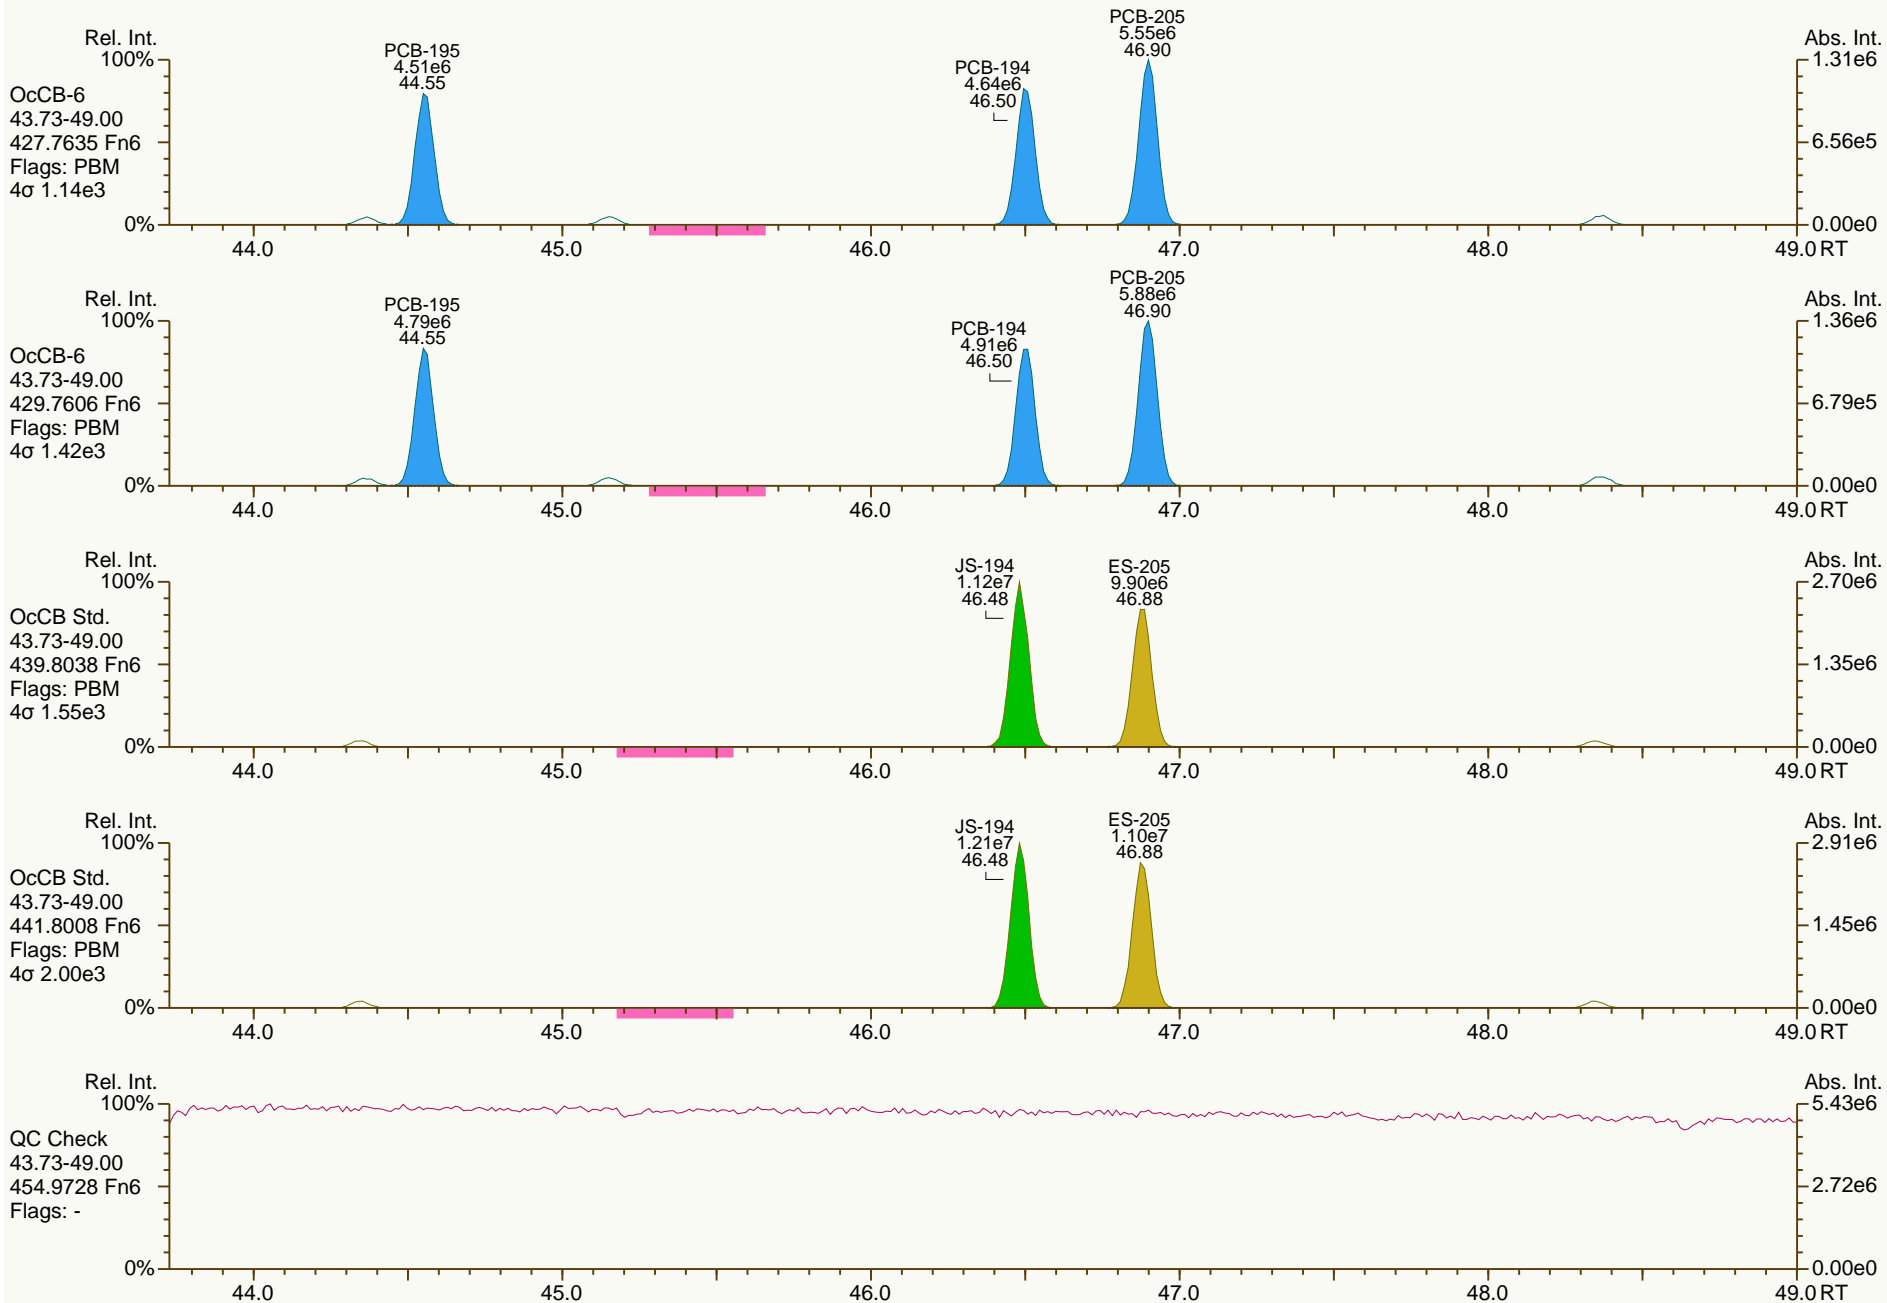 Rel. Int.
100%
0%
OcCB-6
43.73-49.00
427.7635 Fn6
Flags: PBM
4σ 1.14e3
PCB-195
4.51e6
44.55
PCB-194
4.64e6
46.50
PCB-205
5.55e6
46.90
Abs. Int.
1.31e6
6.56e5
0.00e0
44.0 45.0 46.0 47.0 48.0 49.0 RT
Rel. Int.
100%
0%
OcCB-6
43.73-49.00
429.7606 Fn6
Flags: PBM
4σ 1.42e3
PCB-195
4.79e6
44.55
PCB-194
4.91e6
46.50
PCB-205
5.88e6
46.90
Abs. Int.
1.36e6
6.79e5
0.00e0
44.0 45.0 46.0 47.0 48.0 49.0 RT
Rel. Int.
100%
0%
OcCB Std.
43.73-49.00
439.8038 Fn6
Flags: PBM
4σ 1.55e3
JS-194
1.12e7
46.48
ES-205
9.90e6
46.88
Abs. Int.
2.70e6
1.35e6
0.00e0
44.0 45.0 46.0 47.0 48.0 49.0 RT
Rel. Int.
100%
0%
OcCB Std.
43.73-49.00
441.8008 Fn6
Flags: PBM
4σ 2.00e3
JS-194
1.21e7
46.48
ES-205
1.10e7
46.88
Abs. Int.
2.91e6
1.45e6
0.00e0
44.0 45.0 46.0 47.0 48.0 49.0 RT
Rel. Int.
100%
0%
QC Check
43.73-49.00
454.9728 Fn6
Flags: -
Abs. Int.
5.43e6
2.72e6
0.00e0
44.0 45.0 46.0 47.0 48.0 49.0 RT